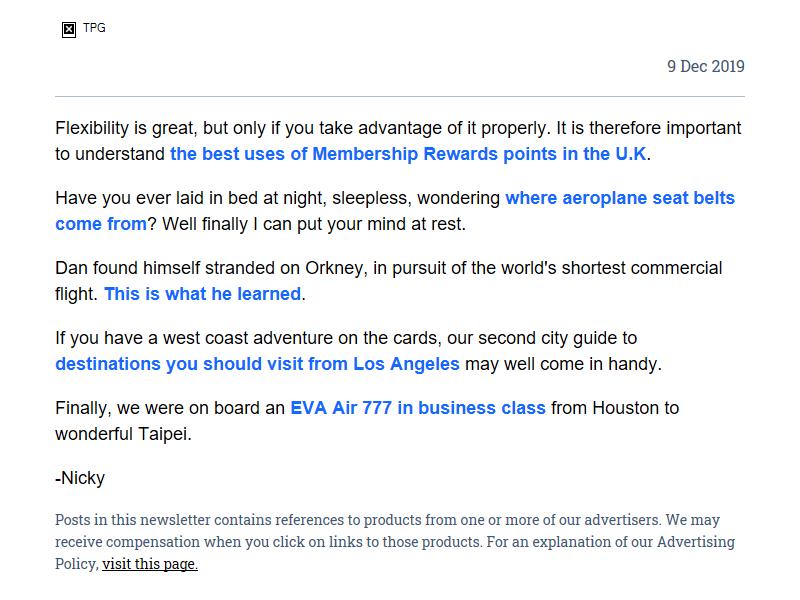 TPG
9 Dec 2019
Flexibility is great, but only if you take advantage of it properly. It is therefore important
to understand the best uses of Membership Rewards points in the U.K.
Have you ever laid in bed at night, sleepless, wondering where aeroplane seat belts
come from? Well finally I can put your mind at rest.
Dan found himself stranded on Orkney, in pursuit of the world's shortest commercial
flight. This is what he learned.
If you have a west coast adventure on the cards, our second city guide to
destinations you should visit from Los Angeles may well come in handy.
Finally, we were on board an EVA Air 777 in business class from Houston to
wonderful Taipei.
-Nicky
Posts in this newsletter contains references to products from one or more of our advertisers. We may
receive compensation when you click on links to those products. For an explanation of our Advertising
Policy, visit this page.